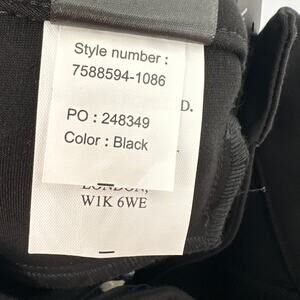 Style number :
7588594-1086
D.
PO : 248349
Color : Black
LONDON,
W1K 6WE